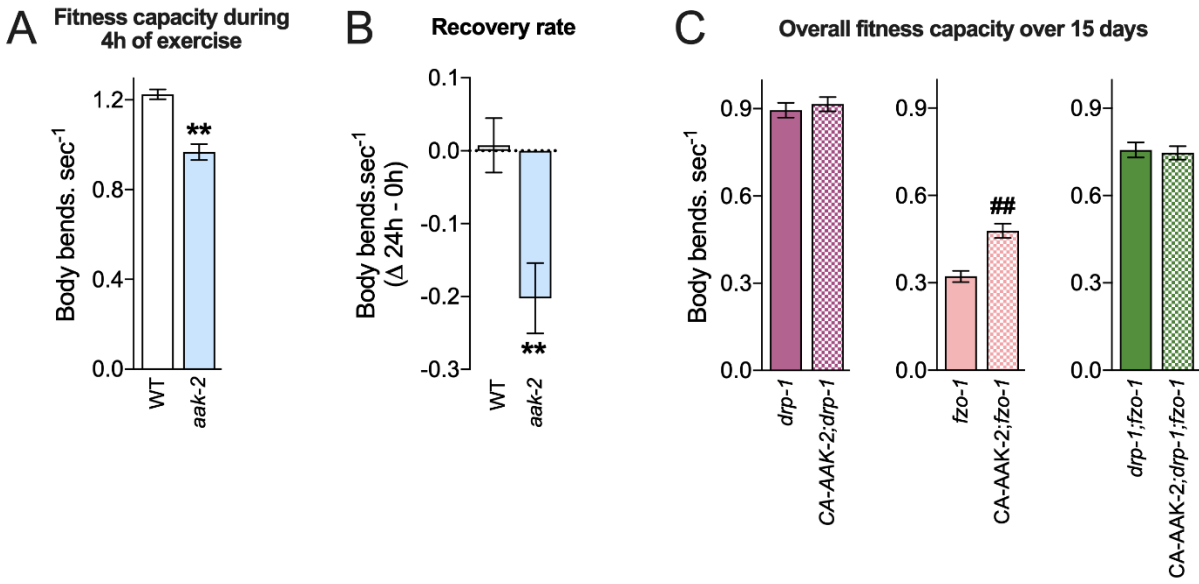 A
Fitness capacity during
4h of exercise
Body bends. sec-1
1.2
0.8
0.4
0.0
**
WT
aak-2
B
Recovery rate
Body bends.sec-1
(Δ 24h - 0h)
0.1
0.0
-0.1
-0.2
-0.3
**
WT
aak-2
C
Overall fitness capacity over 15 days
Body bends. sec-1
0.9
0.6
0.3
0.0
drp-1
CA-AAK-2;drp-1
0.9
0.6
0.3
0.0
##
fzo-1
CA-AAK-2;fzo-1
0.9
0.6
0.3
0.0
drp-1;fzo-1
CA-AAK-2;drp-1;fzo-1